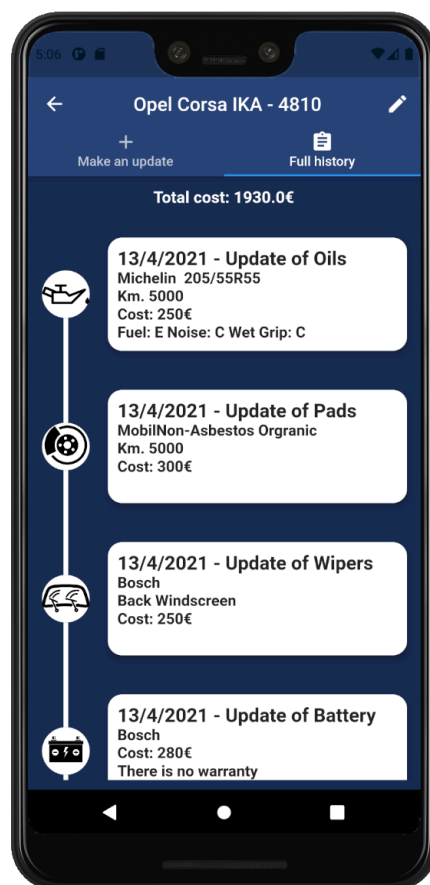 5:06
Opel Corsa IKA - 4810
Make an update
Full history
Total cost: 1930.0€
13/4/2021 - Update of Oils
Michelin 205/55R55
Km. 5000
Cost: 250€
Fuel: E Noise: C Wet Grip: C
13/4/2021 - Update of Pads
MobilNon-Asbestos Orgranic
Km. 5000
Cost: 300€
13/4/2021 - Update of Wipers
Bosch
Back Windscreen
Cost: 250€
13/4/2021 - Update of Battery
Bosch
Cost: 280€
There is no warranty